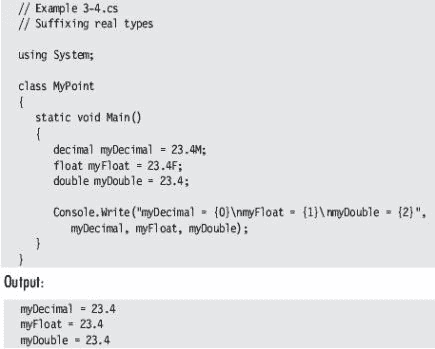 // Example 3-4.cs
// Suffixing real types
using System;
class MyPoint
{
static void Main()
{
decimal myDecimal = 23.4M;
float myFloat = 23.4F;
double myDouble = 23.4;
Console.Write("myDecimal = {0}\nmyFloat = {1}\nmyDouble = {2}",
myDecimal, myFloat, myDouble);
}
}
Output:
myDecimal = 23.4
myFloat = 23.4
myDouble = 23.4